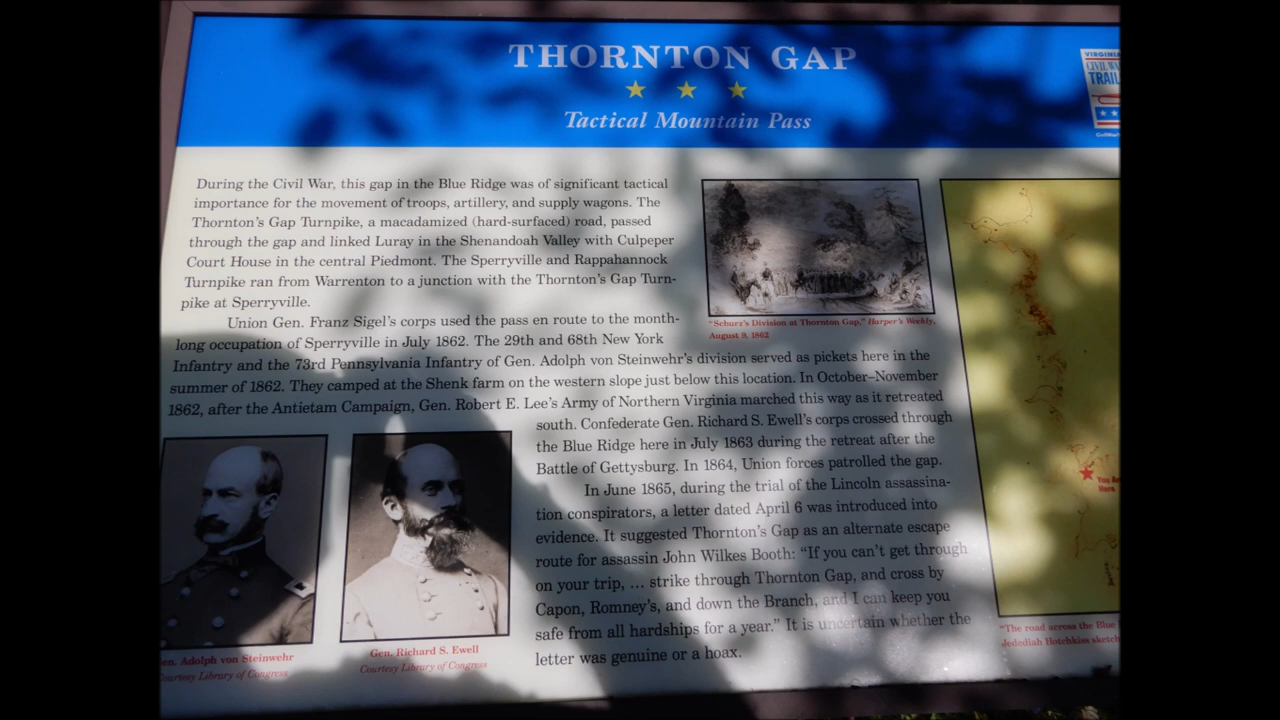 THORNTON GAP
Tactical Mountain Pass
VIRGINIA
CIVIL WAR
TRAIL
During the Civil War, this gap in the Blue Ridge was of significant tactical
importance for the movement of troops, artillery, and supply wagons. The
Thornton's Gap Turnpike, a macadamized (hard-surfaced) road, passed
through the gap and linked Luray in the Shenandoah Valley with Culpeper
Court House in the central Piedmont. The Sperryville and Rappahannock
Turnpike ran from Warrenton to a junction with the Thornton's Gap Turn-
pike at Sperryville.
Union Gen. Franz Sigel's corps used the pass en route to the month-
long occupation of Sperryville in July 1862. The 29th and 68th New York
Infantry and the 73rd Pennsylvania Infantry of Gen. Adolph von Steinwehr's division served as pickets here in the
summer of 1862. They camped at the Shenk farm on the western slope just below this location. In October–November
1862, after the Antietam Campaign, Gen. Robert E. Lee's Army of Northern Virginia marched this way as it retreated
south. Confederate Gen. Richard S. Ewell's corps crossed through
the Blue Ridge here in July 1863 during the retreat after the
Battle of Gettysburg. In 1864, Union forces patrolled the gap.
In June 1865, during the trial of the Lincoln assassina-
tion conspirators, a letter dated April 6 was introduced into
evidence. It suggested Thornton's Gap as an alternate escape
route for assassin John Wilkes Booth: "If you can't get through
on your trip, … strike through Thornton Gap, and cross by
Capon, Romney's, and down the Branch, and I can keep you
safe from all hardships for a year." It is uncertain whether the
letter was genuine or a hoax.
"Schurz's Division at Thornton Gap," Harper's Weekly,
August 9, 1862
en. Adolph von Steinwehr
Courtesy Library of Congress
Gen. Richard S. Ewell
Courtesy Library of Congress
You Ar
Here
"The road across the Blue
Jedediah Hotchkiss sketch